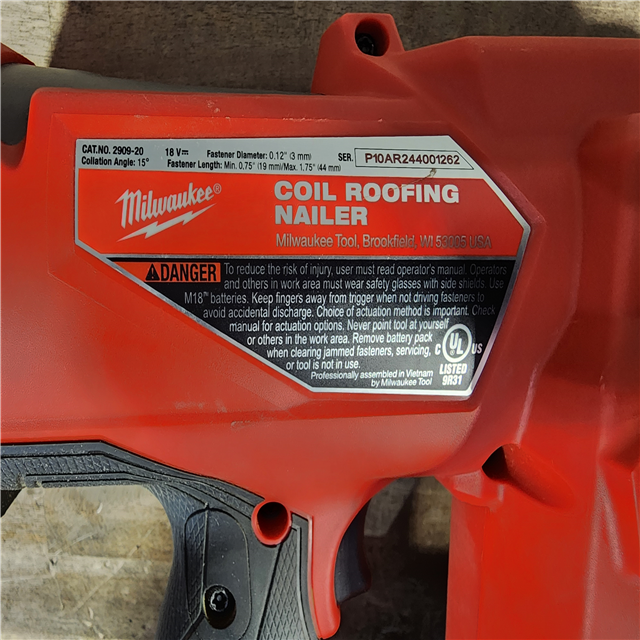 CAT.NO. 2909-20 18 V⎓ Fastener Diameter: 0.12" (3 mm) SER. P10AR244001262
Collation Angle: 15° Fastener Length: Min. 0.75" (19 mm)/Max. 1.75" (44 mm)
Milwaukee®
COIL ROOFING
NAILER
Milwaukee Tool, Brookfield, WI 53005 USA
⚠DANGER To reduce the risk of injury, user must read operator's manual. Operators
and others in work area must wear safety glasses with side shields. Use
M18™ batteries. Keep fingers away from trigger when not driving fasteners to
avoid accidental discharge. Choice of actuation method is important. Check
manual for actuation options. Never point tool at yourself
or others in the work area. Remove battery pack
when clearing jammed fasteners, servicing,
or tool is not in use.
Professionally assembled in Vietnam
by Milwaukee Tool
C UL US
LISTED
9R31